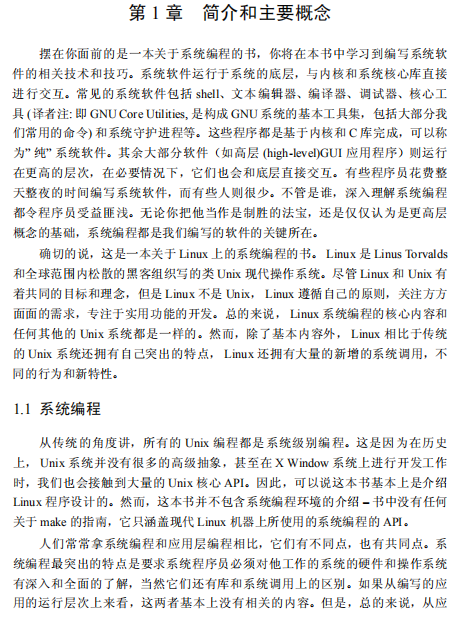 第 1 章 简介和主要概念
摆在你面前的是一本关于系统编程的书，你将在本书中学习到编写系统软
件的相关技术和技巧。系统软件运行于系统的底层，与内核和系统核心库直接
进行交互。常见的系统软件包括 shell、文本编辑器、编译器、调试器、核心工
具 (译者注: 即 GNU Core Utilities, 是构成 GNU 系统的基本工具集，包括大部分我
们常用的命令) 和系统守护进程等。这些程序都是基于内核和 C 库完成，可以称
为” 纯” 系统软件。其余大部分软件（如高层 (high-level)GUI 应用程序）则运行
在更高的层次，在必要情况下，它们也会和底层直接交互。有些程序员花费整
天整夜的时间编写系统软件，而有些人则很少。不管是谁，深入理解系统编程
都令程序员受益匪浅。无论你把他当作是制胜的法宝，还是仅仅认为是更高层
概念的基础，系统编程都是我们编写的软件的关键所在。
确切的说，这是一本关于 Linux 上的系统编程的书。 Linux 是 Linus Torvalds
和全球范围内松散的黑客组织写的类 Unix 现代操作系统。尽管 Linux 和 Unix 有
着共同的目标和理念，但是 Linux 不是 Unix， Linux 遵循自己的原则，关注方方
面面的需求，专注于实用功能的开发。总的来说， Linux 系统编程的核心内容和
任何其他的 Unix 系统都是一样的。然而，除了基本内容外， Linux 相比于传统
的 Unix 系统还拥有自己突出的特点， Linux 还拥有大量的新增的系统调用，不
同的行为和新特性。
1.1 系统编程
从传统的角度讲，所有的 Unix 编程都是系统级别编程。这是因为在历史
上， Unix 系统并没有很多的高级抽象，甚至在 X Window 系统上进行开发工作
时，我们也会接触到大量的 Unix 核心 API。因此，可以说这本书基本上是介绍
Linux 程序设计的。然而，这本书并不包含系统编程环境的介绍 – 书中没有任何
关于 make 的指南，它只涵盖现代 Linux 机器上所使用的系统编程的 API。
人们常常拿系统编程和应用层编程相比，它们有不同点，也有共同点。系
统编程最突出的特点是要求系统程序员必须对他工作的系统的硬件和操作系统
有深入和全面的了解，当然它们还有库和系统调用上的区别。如果从编写的应
用的运行层次上来看，这两者基本上没有相关的内容。但是，总的来说，从应